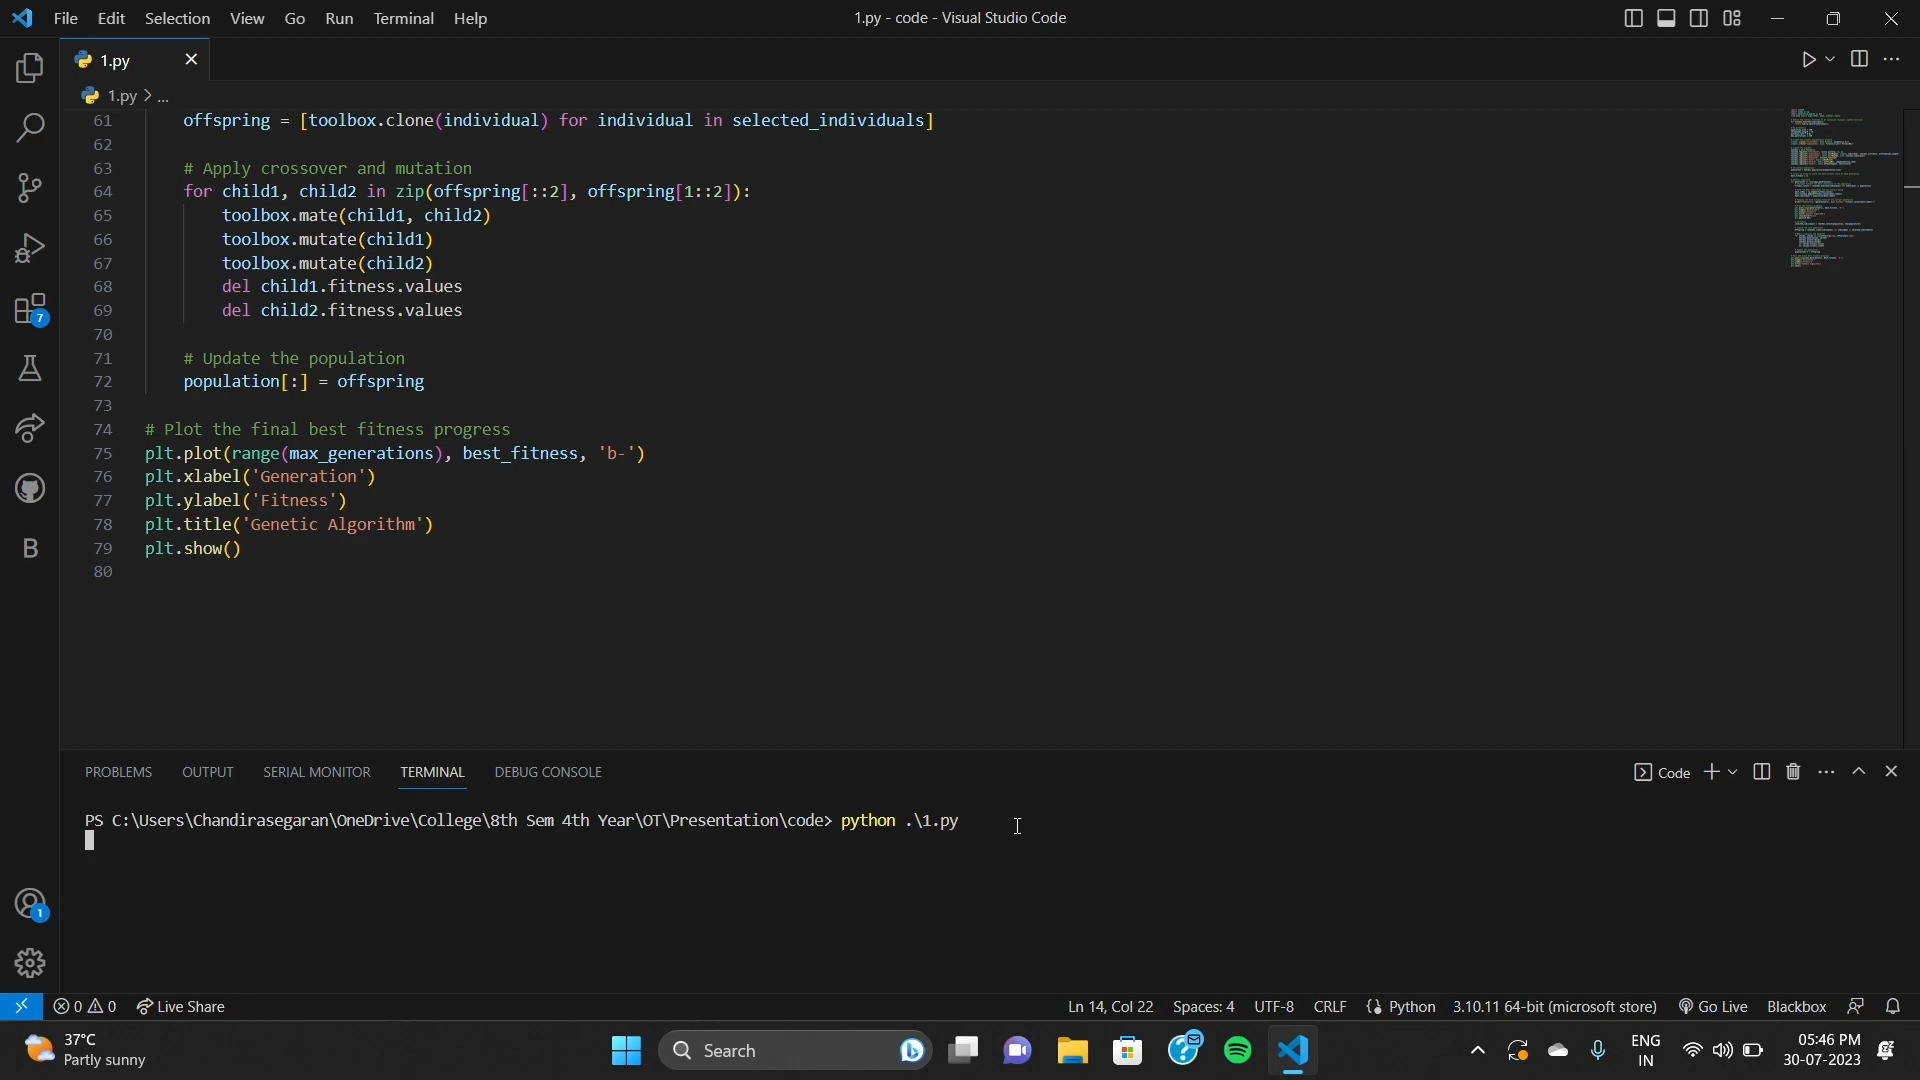 File Edit Selection View Go Run Terminal Help
1.py - code - Visual Studio Code
1.py
1.py > ...
61 offspring = [toolbox.clone(individual) for individual in selected_individuals]
62
63 # Apply crossover and mutation
64 for child1, child2 in zip(offspring[::2], offspring[1::2]):
65 toolbox.mate(child1, child2)
66 toolbox.mutate(child1)
67 toolbox.mutate(child2)
68 del child1.fitness.values
69 del child2.fitness.values
70
71 # Update the population
72 population[:] = offspring
73
74 # Plot the final best fitness progress
75 plt.plot(range(max_generations), best_fitness, 'b-')
76 plt.xlabel('Generation')
77 plt.ylabel('Fitness')
78 plt.title('Genetic Algorithm')
79 plt.show()
80
7
B
1
PROBLEMS OUTPUT SERIAL MONITOR TERMINAL DEBUG CONSOLE
Code
PS C:\Users\Chandirasegaran\OneDrive\College\8th Sem 4th Year\OT\Presentation\code> python .\1.py
0 0 Live Share
Ln 14, Col 22 Spaces: 4 UTF-8 CRLF Python 3.10.11 64-bit (microsoft store) Go Live Blackbox
37°C
Partly sunny
Search
ENG
IN
05:46 PM
30-07-2023